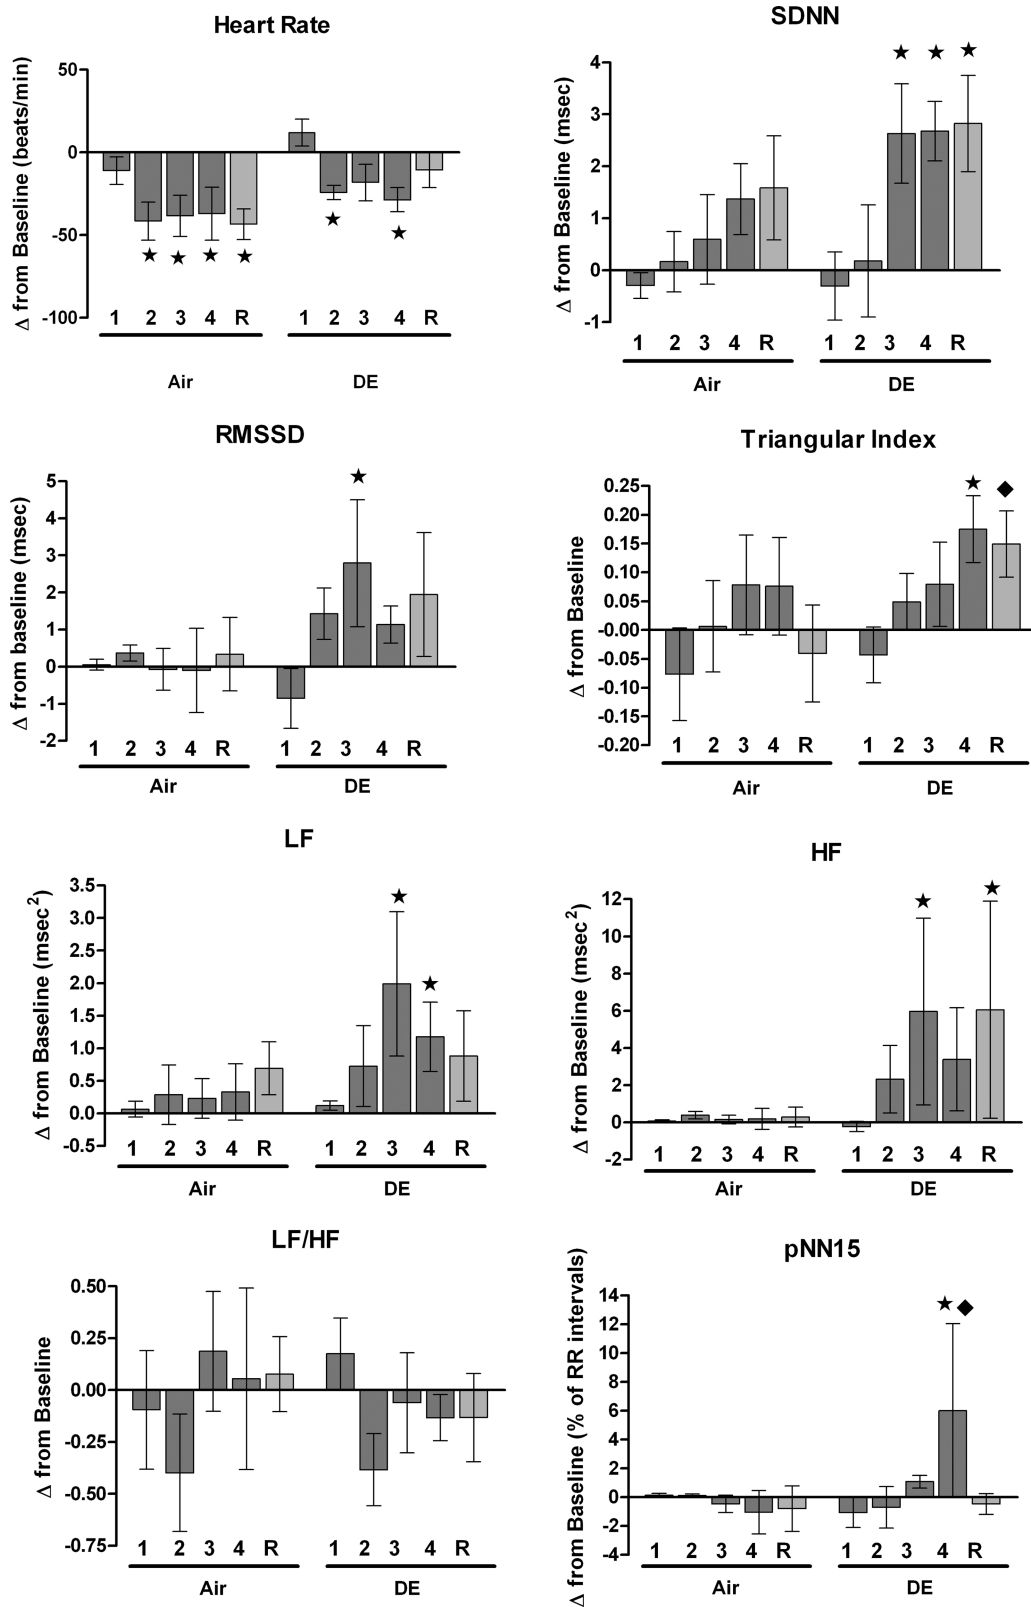 Heart Rate
Δ from Baseline (beats/min)
50
0
-50
-100
★ ★ ★ ★ ★ ★
1 2 3 4 R 1 2 3 4 R
Air DE
SDNN
Δ from Baseline (msec)
★ ★ ★
4
3
2
1
0
-1
1 2 3 4 R 1 2 3 4 R
Air DE
RMSSD
Δ from baseline (msec)
★
5
4
3
2
1
0
-1
-2
1 2 3 4 R 1 2 3 4 R
Air DE
Triangular Index
Δ from Baseline
★ ◆
0.25
0.20
0.15
0.10
0.05
-0.00
-0.05
-0.10
-0.15
-0.20
1 2 3 4 R 1 2 3 4 R
Air DE
LF
Δ from Baseline (msec²)
★ ★
3.5
3.0
2.5
2.0
1.5
1.0
0.5
0.0
-0.5
1 2 3 4 R 1 2 3 4 R
Air DE
HF
Δ from Baseline (msec²)
★ ★
12
10
8
6
4
2
0
-2
1 2 3 4 R 1 2 3 4 R
Air DE
LF/HF
Δ from Baseline
0.50
0.25
0.00
-0.25
-0.50
-0.75
1 2 3 4 R 1 2 3 4 R
Air DE
pNN15
Δ from Baseline (% of RR intervals)
★ ◆
14
12
10
8
6
4
2
0
-2
-4
1 2 3 4 R 1 2 3 4 R
Air DE